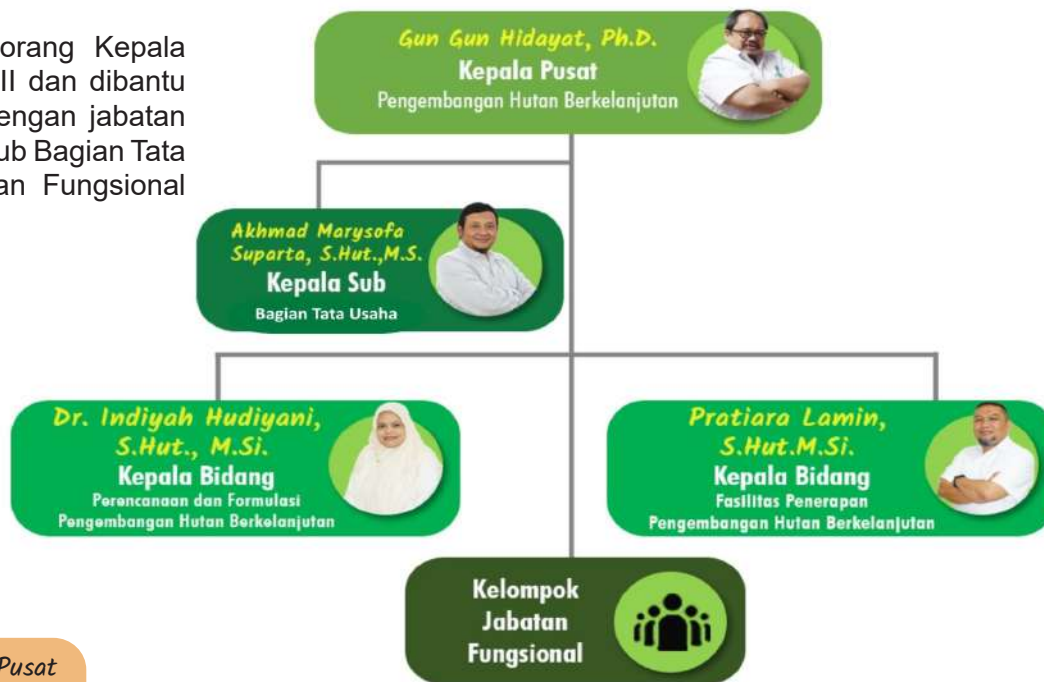 orang Kepala
II dan dibantu
engan jabatan
ub Bagian Tata
an Fungsional
Gun Gun Hidayat, Ph.D.
Kepala Pusat
Pengembangan Hutan Berkelanjutan
Akhmad Marysofa
Suparta, S.Hut.,M.S.
Kepala Sub
Bagian Tata Usaha
Dr. Indiyah Hudiyani,
S.Hut., M.Si.
Kepala Bidang
Perencanaan dan Formulasi
Pengembangan Hutan Berkelanjutan
Pratiara Lamin,
S.Hut.M.Si.
Kepala Bidang
Fasilitas Penerapan
Pengembangan Hutan Berkelanjutan
Kelompok
Jabatan
Fungsional
Pusat